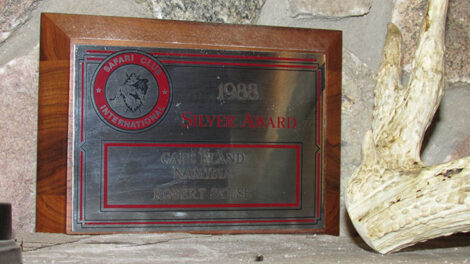 SAFARI CLUB
INTERNATIONAL
1988
SILVER AWARD
CAPE ELAND
NAMIBIA
ROBERT